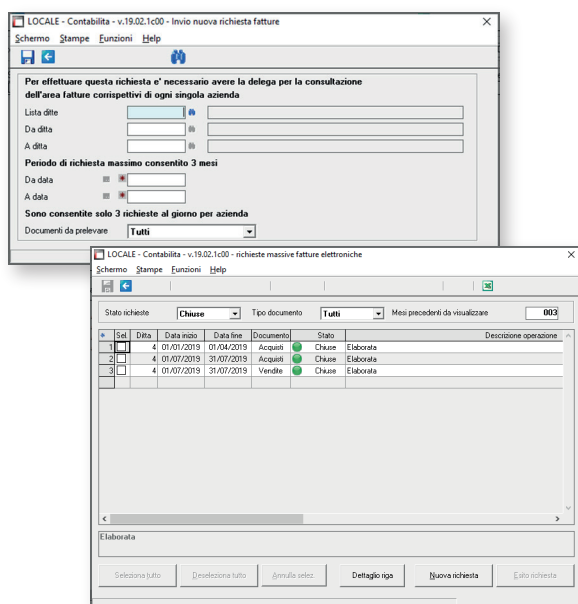 LOCALE - Contabilita - v.19.02.1c00 - Invio nuova richiesta fatture
Schermo Stampe Funzioni Help
Per effettuare questa richiesta e' necessario avere la delega per la consultazione
dell'area fatture corrispettivi di ogni singola azienda
Lista ditte
Da ditta
A ditta
Periodo di richiesta massimo consentito 3 mesi
Da data
A data
Sono consentite solo 3 richieste al giorno per azienda
Documenti da prelevare Tutti
LOCALE - Contabilita - v.19.02.1c00 - richieste massive fatture elettroniche
Schermo Stampe Funzioni Help
Stato richieste Chiuse Tipo documento Tutti Mesi precedenti da visualizzare 003
Sel. Ditta Data inizio Data fine Documento Stato Descrizione operazione
1 4 01/01/2019 01/04/2019 Acquisti Chiuse Elaborata
2 4 01/07/2019 31/07/2019 Acquisti Chiuse Elaborata
3 4 01/07/2019 31/07/2019 Vendite Chiuse Elaborata
Elaborata
Seleziona tutto Deseleziona tutto Annulla selez. Dettaglio riga Nuova richiesta Esito richiesta